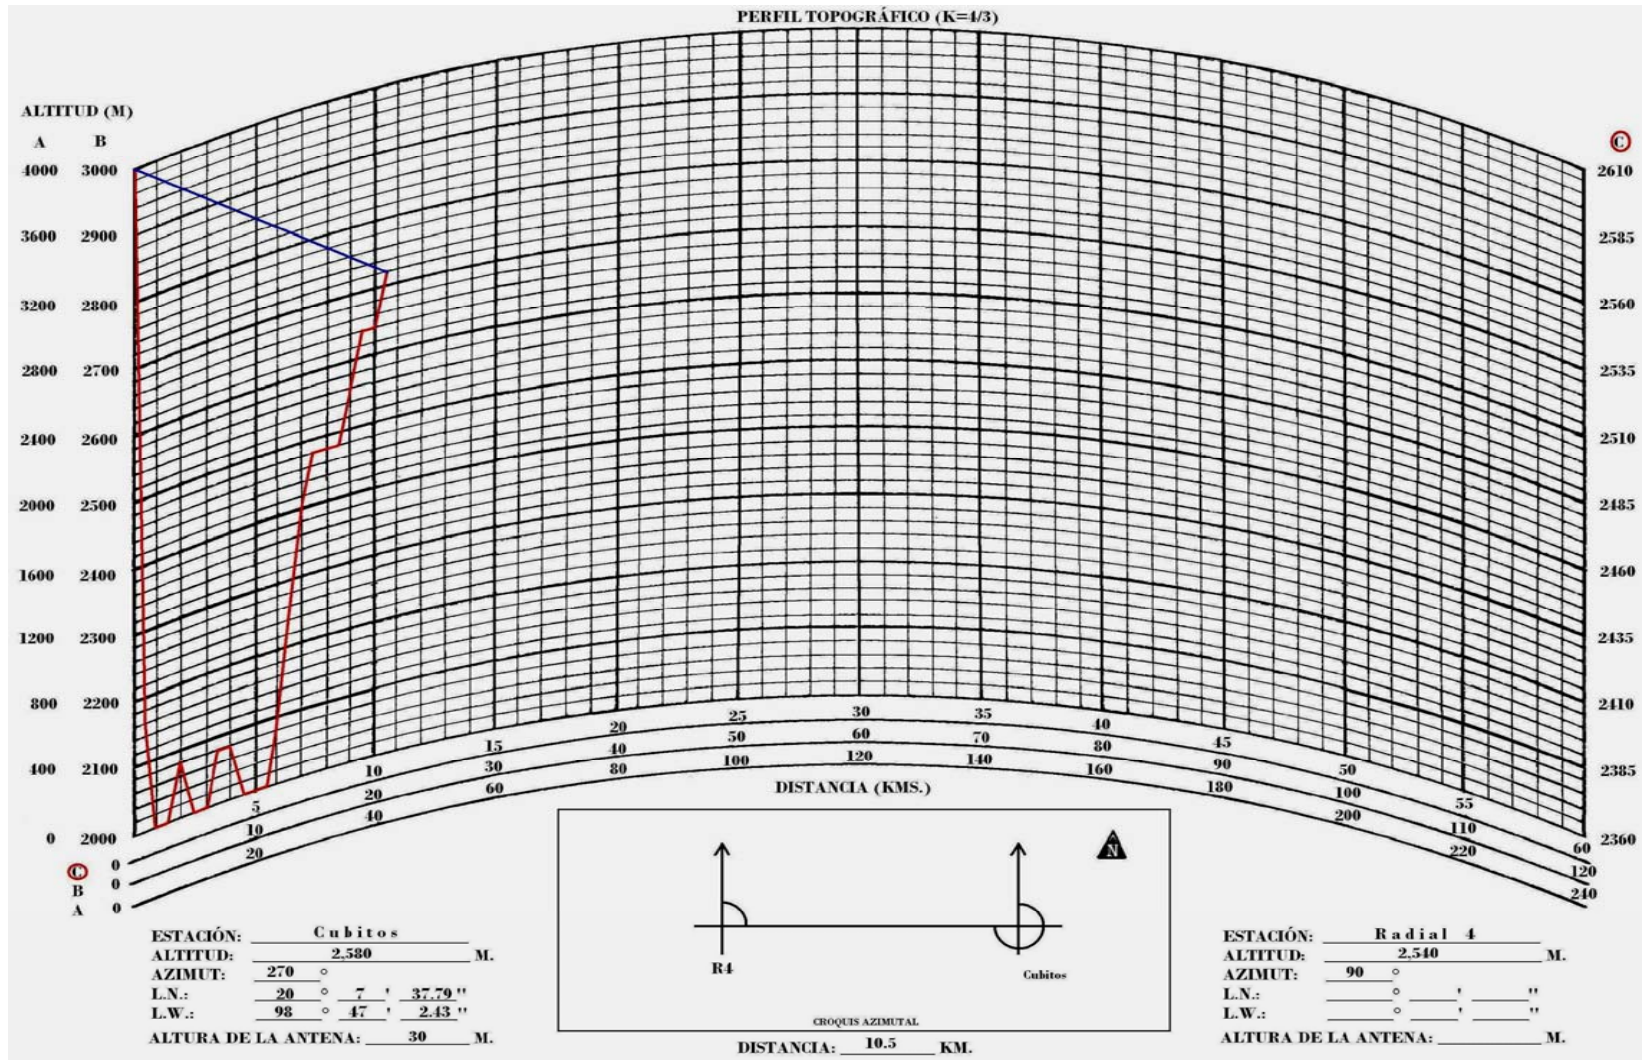 PERFIL TOPOGRÁFICO (K=4/3)
ALTITUD (M)
A B C
4000 3000 2610
3600 2900 2585
3200 2800 2560
2800 2700 2535
2400 2600 2510
2000 2500 2485
1600 2400 2460
1200 2300 2435
800 2200 2410
400 2100 2385
0 2000 2360
C 0 5 10 15 20 25 30 35 40 45 50 55 60
B 0 10 20 30 40 50 60 70 80 90 100 110 120
A 0 20 40 60 80 100 120 140 160 180 200 220 240
DISTANCIA (KMS.)
N
R4 Cubitos
CROQUIS AZIMUTAL
DISTANCIA: 10.5 KM.
ESTACIÓN: Cubitos
ALTITUD: 2,580 M.
AZIMUT: 270 °
L.N.: 20 ° 7 ' 37.79 "
L.W.: 98 ° 47 ' 2.43 "
ALTURA DE LA ANTENA: 30 M.
ESTACIÓN: Radial 4
ALTITUD: 2,540 M.
AZIMUT: 90 °
L.N.: ° ' "
L.W.: ° ' "
ALTURA DE LA ANTENA: M.